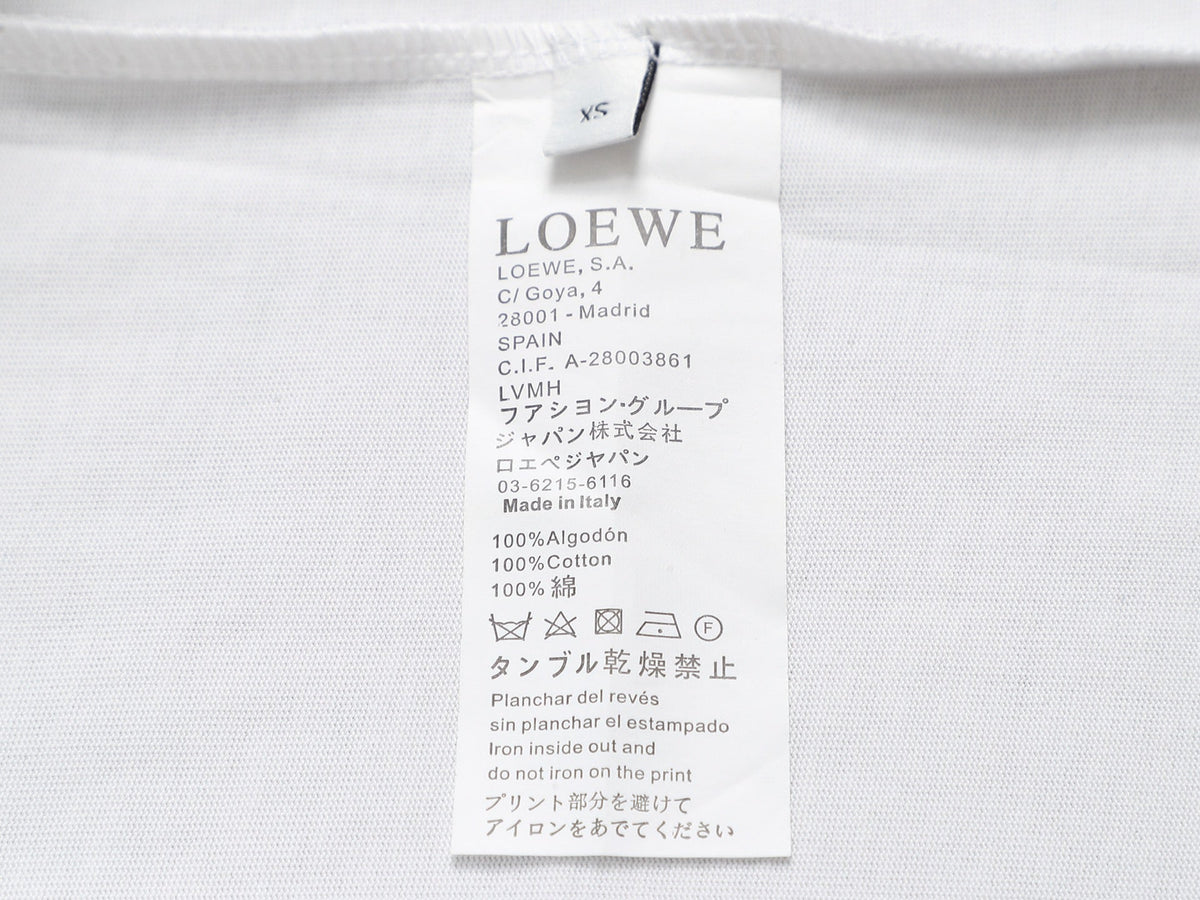 XS
LOEWE
LOEWE, S.A.
C/ Goya, 4
28001 - Madrid
SPAIN
C.I.F. A-28003861
LVMH
フアション・グループ
ジャパン株式会社
ロエペジヤパン
03-6215-6116
Made in Italy
100%Algodón
100%Cotton
100% 綿
F
タンブル乾燥禁止
Planchar del revés
sin planchar el estampado
Iron inside out and
do not iron on the print
プリント部分を避けて
アイロンをあでてください